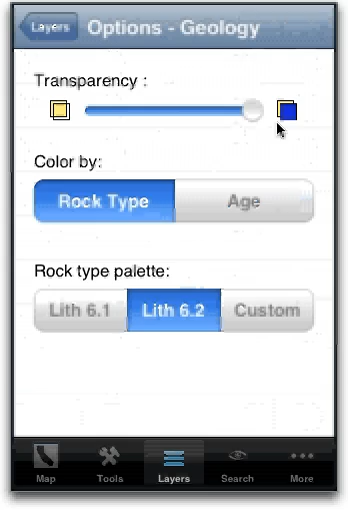 Layers Options - Geology
Transparency :
Color by:
Rock Type Age
Rock type palette:
Lith 6.1 Lith 6.2 Custom
Map Tools Layers Search More